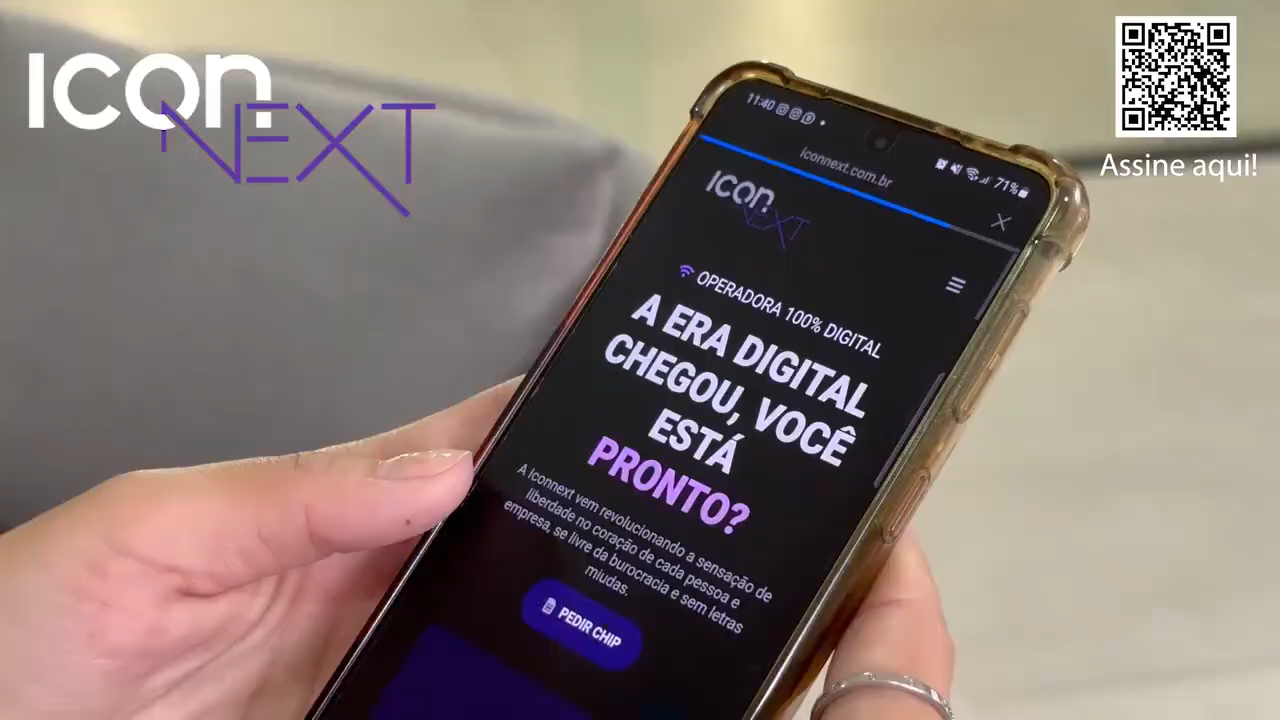 ICON
NEXT
Assine aqui!
11:40
71%
iconnext.com.br
ICON
NEXT
OPERADORA 100% DIGITAL
A ERA DIGITAL
CHEGOU, VOCÊ
ESTÁ
PRONTO?
A Iconnext vem revolucionando a sensação de
liberdade no coração de cada pessoa e
empresa, se livre da burocracia e sem letras
miudas.
PEDIR CHIP